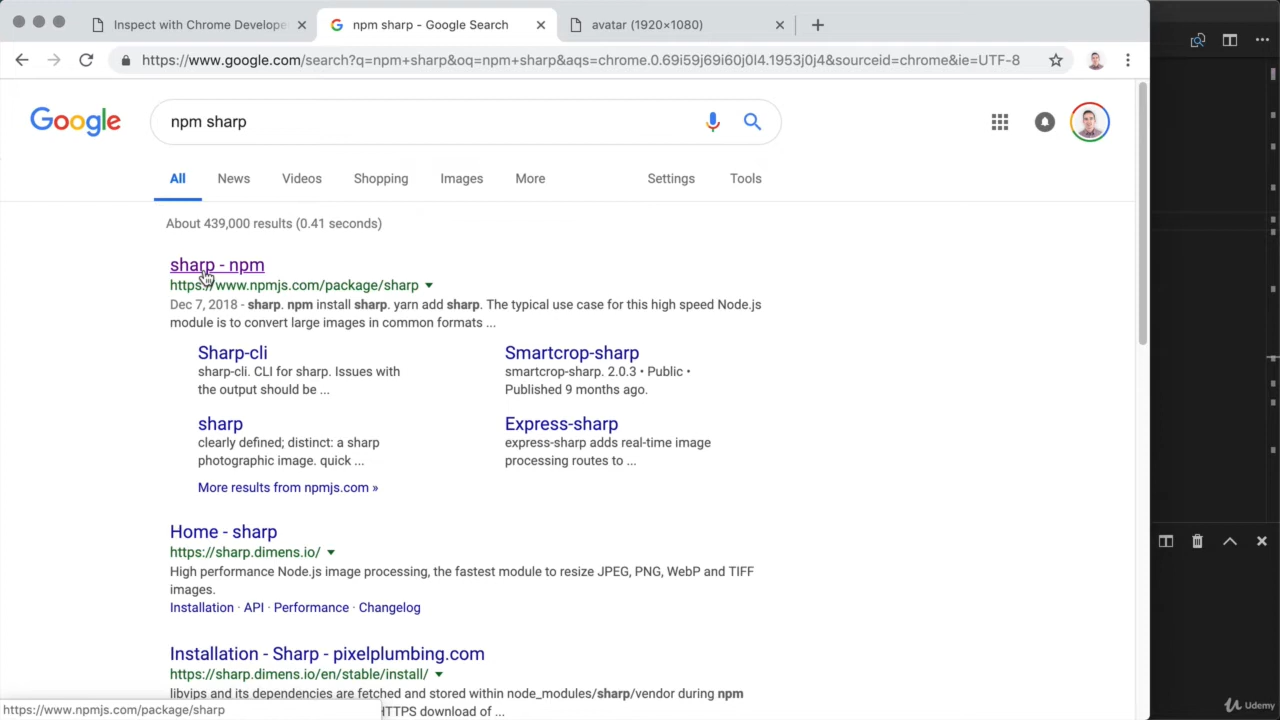 Inspect with Chrome Develope
npm sharp - Google Search
avatar (1920×1080)
https://www.google.com/search?q=npm+sharp&oq=npm+sharp&aqs=chrome.0.69i59j69i60j0l4.1953j0j4&sourceid=chrome&ie=UTF-8
Google
npm sharp
All News Videos Shopping Images More Settings Tools
About 439,000 results (0.41 seconds)
sharp - npm
https://www.npmjs.com/package/sharp
Dec 7, 2018 - sharp. npm install sharp. yarn add sharp. The typical use case for this high speed Node.js
module is to convert large images in common formats ...
Sharp-cli
sharp-cli. CLI for sharp. Issues with
the output should be ...
Smartcrop-sharp
smartcrop-sharp. 2.0.3 • Public •
Published 9 months ago.
sharp
clearly defined; distinct: a sharp
photographic image. quick ...
Express-sharp
express-sharp adds real-time image
processing routes to ...
More results from npmjs.com »
Home - sharp
https://sharp.dimens.io/
High performance Node.js image processing, the fastest module to resize JPEG, PNG, WebP and TIFF
images.
Installation · API · Performance · Changelog
Installation - Sharp - pixelplumbing.com
https://sharp.dimens.io/en/stable/install/
libvips and its dependencies are fetched and stored within node_modules/sharp/vendor during npm
HTTPS download of ...
https://www.npmjs.com/package/sharp
Udemy